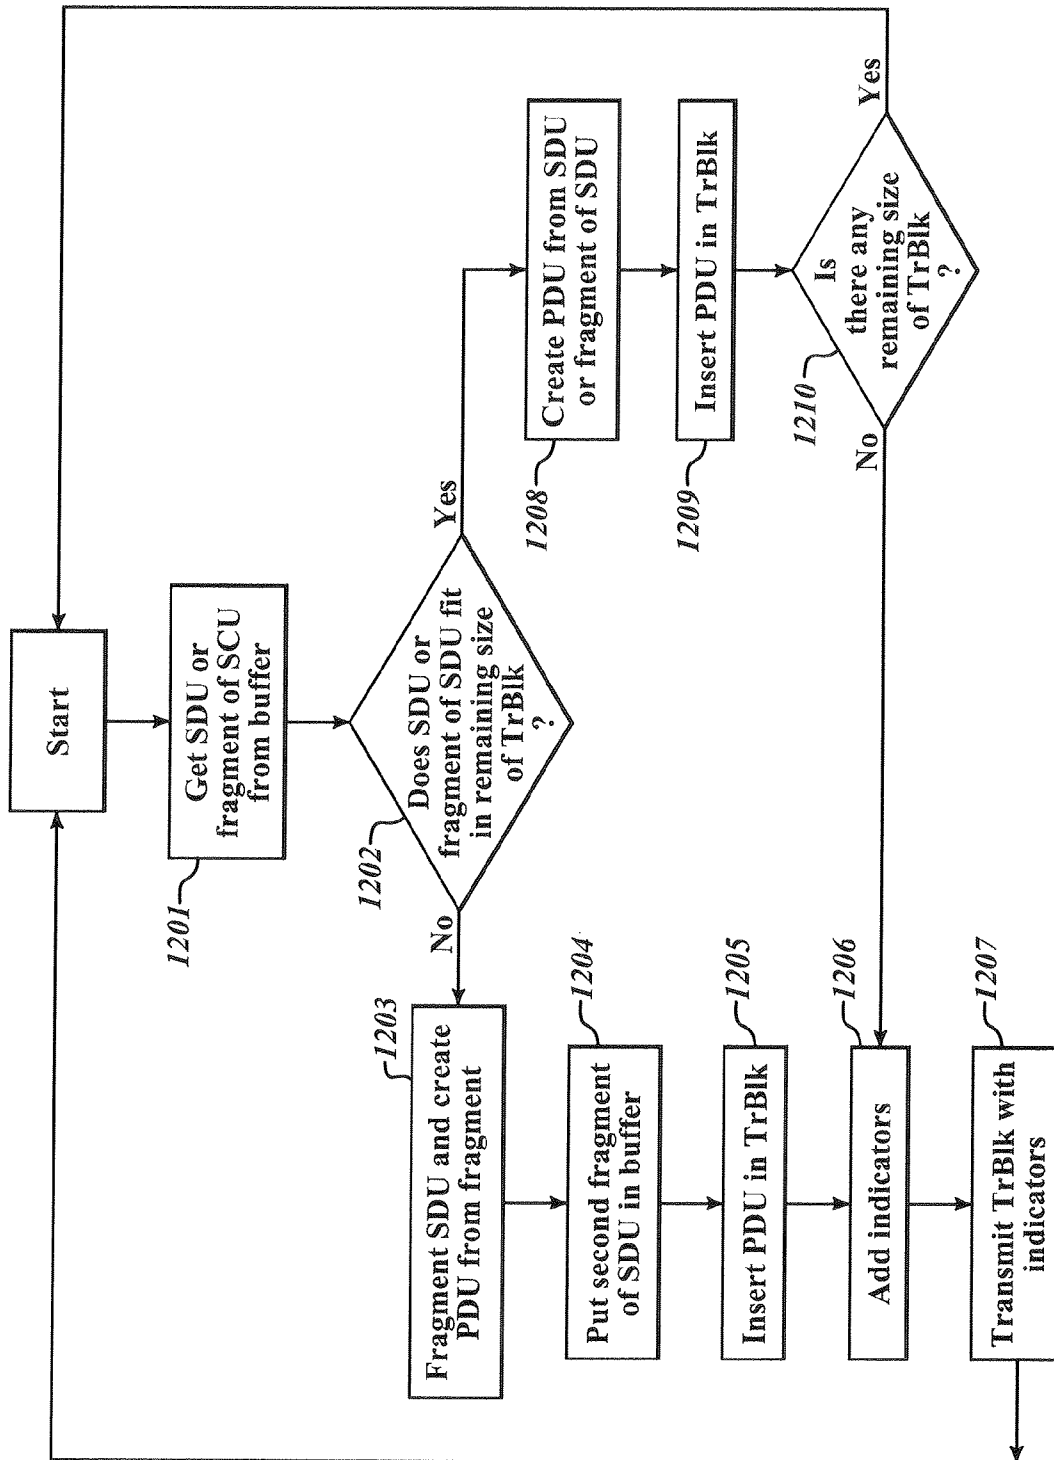 Start
Get SDU or
fragment of SCU
from buffer
1201
Does SDU or
fragment of SDU fit
in remaining size
of TrBlk
?
1202
No
Yes
Fragment SDU and create
PDU from fragment
1203
Put second fragment
of SDU in buffer
1204
Insert PDU in TrBlk
1205
Add indicators
1206
Transmit TrBlk with
indicators
1207
Create PDU from SDU
or fragment of SDU
1208
Insert PDU in TrBlk
1209
Is
there any
remaining size
of TrBlk
?
1210
No
Yes